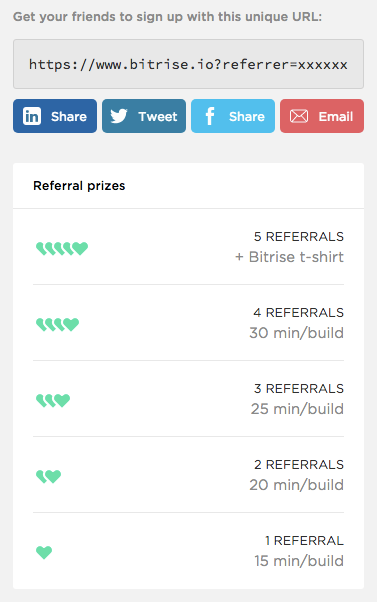 Get your friends to sign up with this unique URL:
https://www.bitrise.io?referrer=xxxxxx
in Share
Tweet
f Share
Email
Referral prizes
5 REFERRALS
+ Bitrise t-shirt
4 REFERRALS
30 min/build
3 REFERRALS
25 min/build
2 REFERRALS
20 min/build
1 REFERRAL
15 min/build